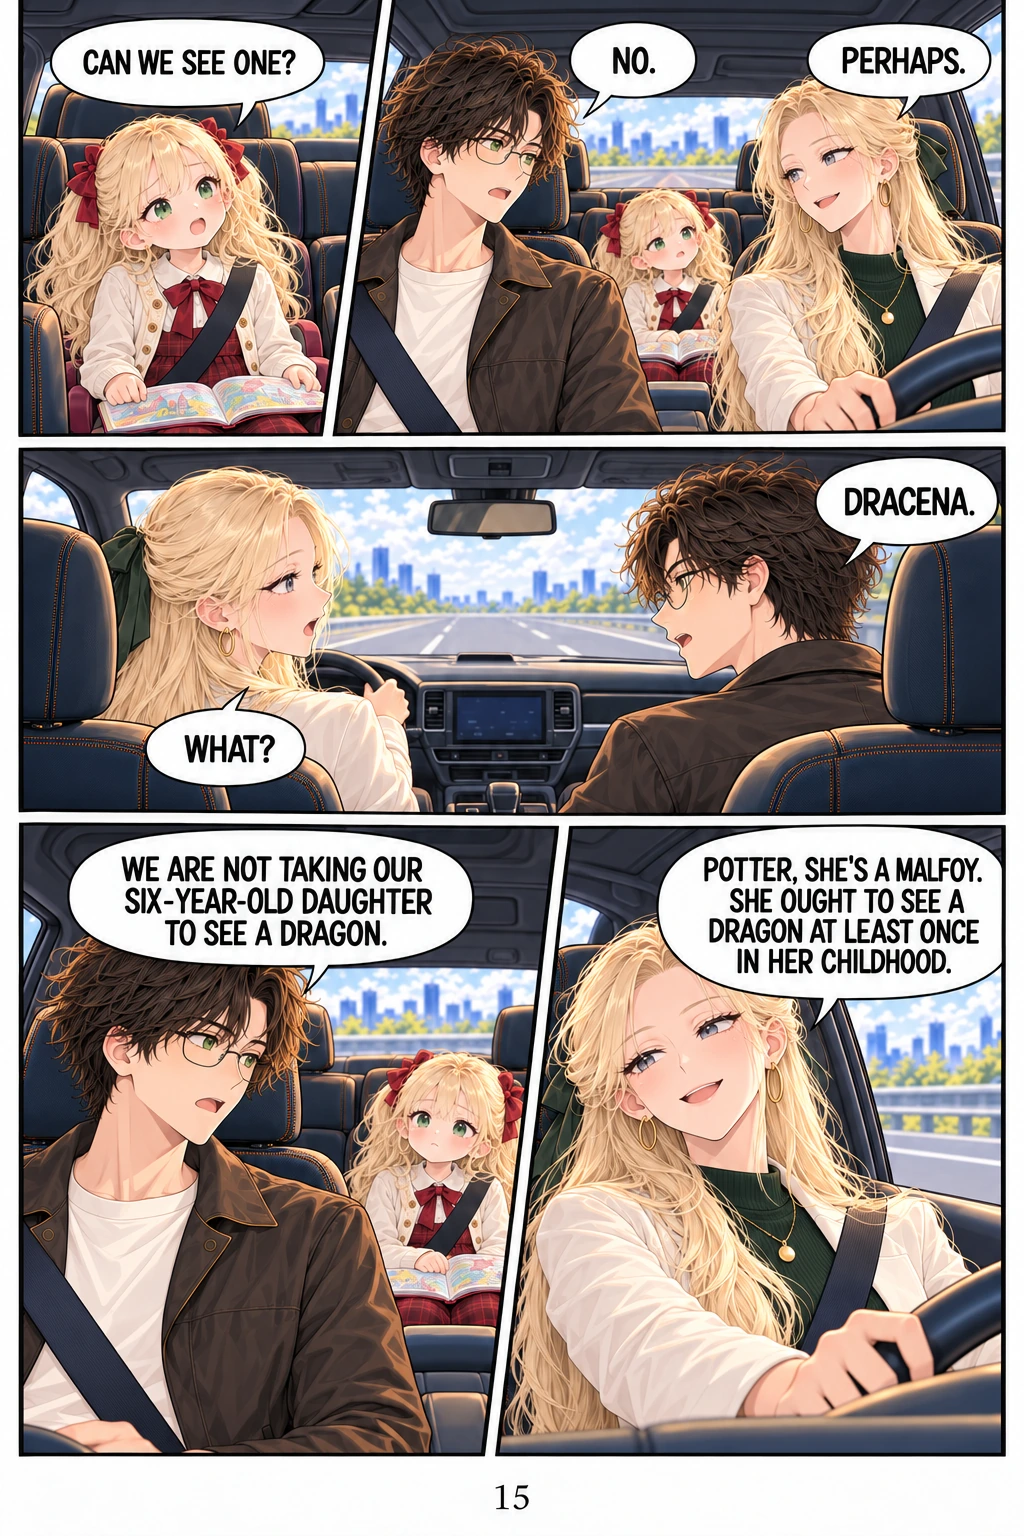 CAN WE SEE ONE?
NO.
PERHAPS.
DRACENA.
WHAT?
WE ARE NOT TAKING OUR
SIX-YEAR-OLD DAUGHTER
TO SEE A DRAGON.
POTTER, SHE'S A MALFOY.
SHE OUGHT TO SEE A
DRAGON AT LEAST ONCE
IN HER CHILDHOOD.
15